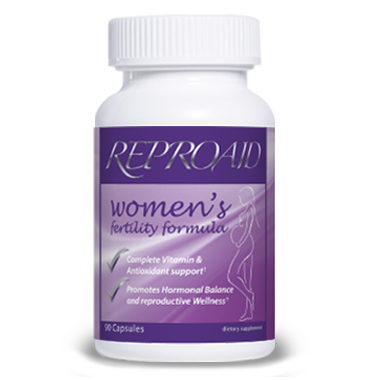 REPROAID
women's
fertility formula
Complete Vitamin &
Antioxidant support†
Promotes Hormonal Balance
and reproductive Wellness†
90 Capsules
dietary supplement